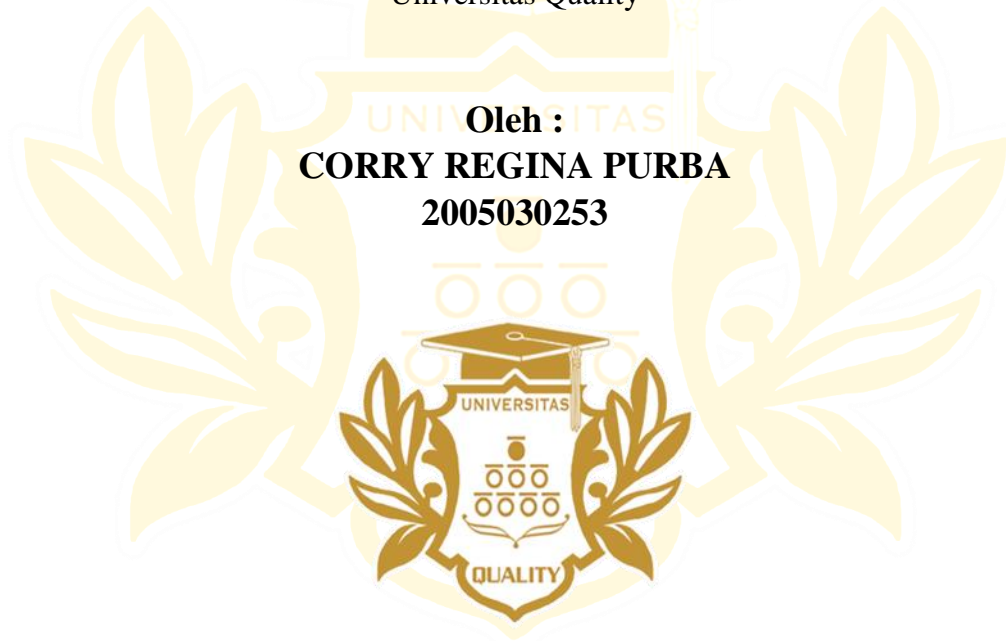 Universitas Quality
UNIVERSITAS
Oleh :
CORRY REGINA PURBA
2005030253
UNIVERSITAS
QUALITY